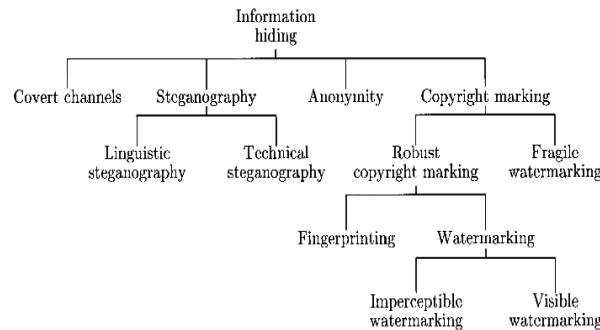 Information
hiding
Covert channels Steganography Anonymity Copyright marking
Linguistic
steganography
Technical
steganography
Robust
copyright marking
Fragile
watermarking
Fingerprinting Watermarking
Imperceptible
watermarking
Visible
watermarking